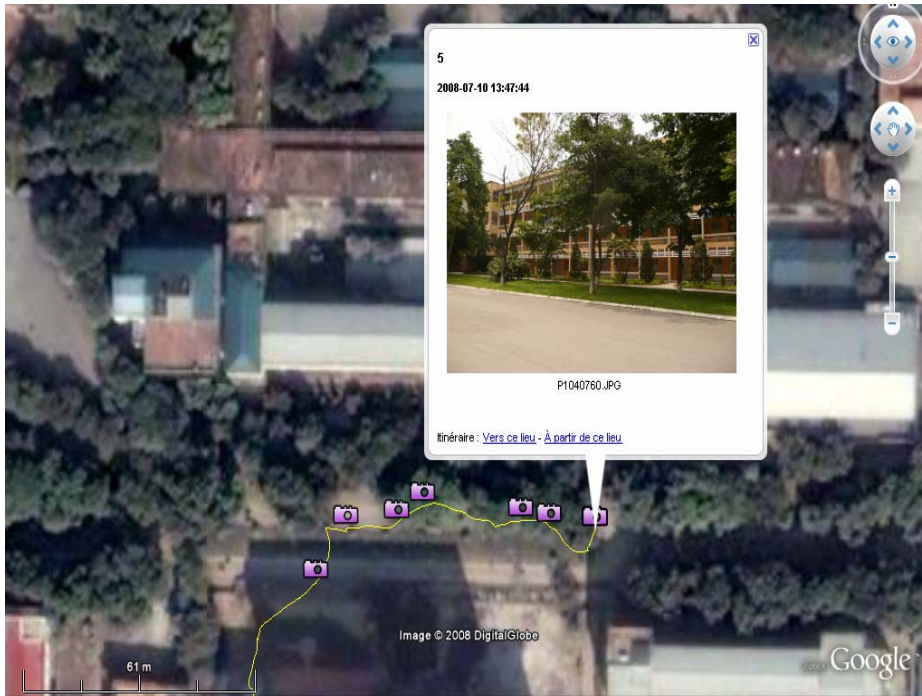 N
5
2008-07-10 13:47:44
P1040760.JPG
Itinéraire : Vers ce lieu - À partir de ce lieu
Image © 2008 DigitalGlobe
61 m
©2008 Google